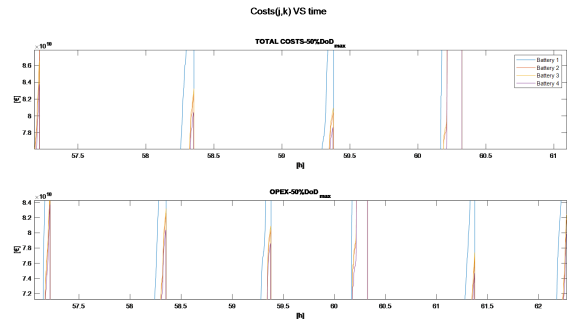 Costs(j,k) VS time
TOTAL COSTS-50%DoD_max
×10^10
8.6
8.4
8.2
8
7.8
[€]
57.5 58 58.5 59 59.5 60 60.5 61
[h]
Battery 1
Battery 2
Battery 3
Battery 4
OPEX-50%DoD_max
×10^10
8.4
8.2
8
7.8
7.6
7.4
7.2
[€]
57.5 58 58.5 59 59.5 60 60.5 61 61.5 62
[h]